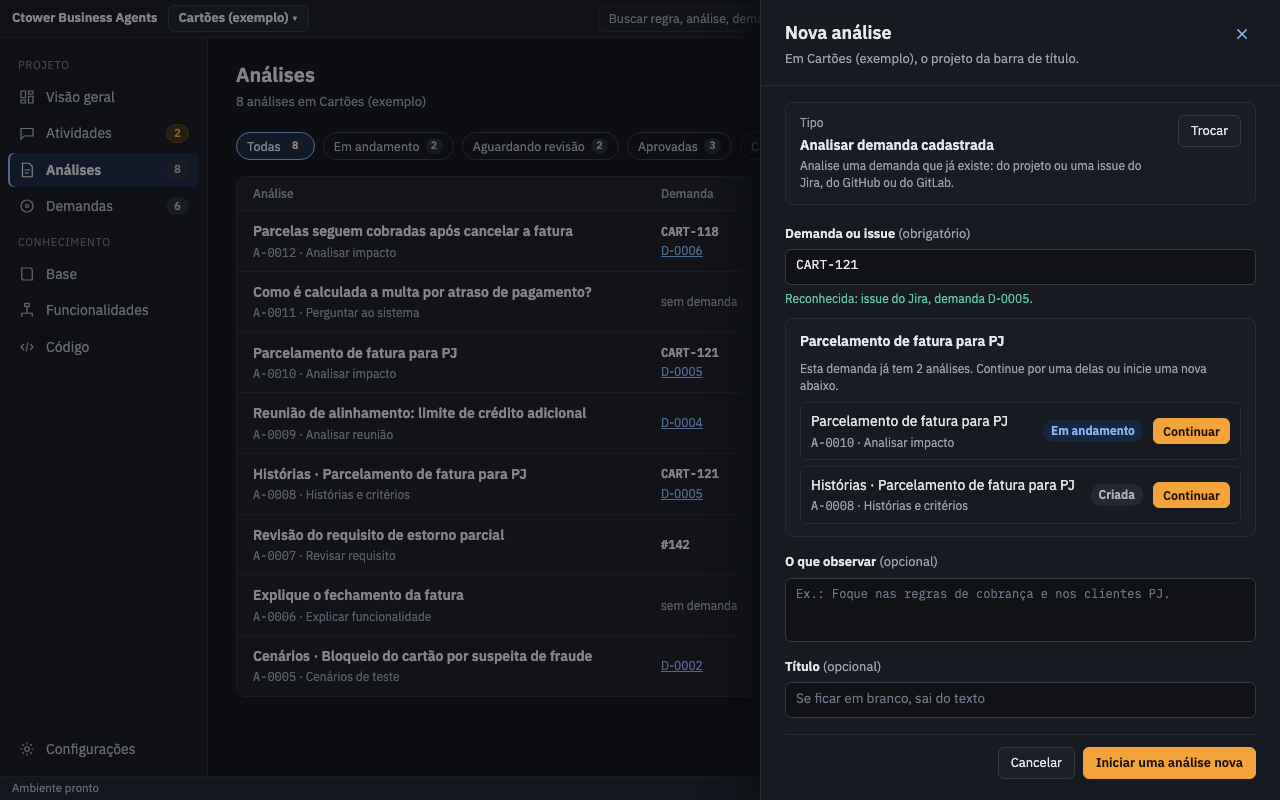 Ctower Business Agents
Cartões (exemplo) ▾
Buscar regra, análise, dema
PROJETO
Visão geral
Atividades 2
Análises 8
Demandas 6
CONHECIMENTO
Base
Funcionalidades
Código
Configurações
Ambiente pronto
Análises
8 análises em Cartões (exemplo)
Todas 8
Em andamento 2
Aguardando revisão 2
Aprovadas 3
Análise Demanda
Parcelas seguem cobradas após cancelar a fatura CART-118
A-0012 · Analisar impacto D-0006
Como é calculada a multa por atraso de pagamento? sem demanda
A-0011 · Perguntar ao sistema
Parcelamento de fatura para PJ CART-121
A-0010 · Analisar impacto D-0005
Reunião de alinhamento: limite de crédito adicional D-0004
A-0009 · Analisar reunião
Histórias · Parcelamento de fatura para PJ CART-121
A-0008 · Histórias e critérios D-0005
Revisão do requisito de estorno parcial #142
A-0007 · Revisar requisito
Explique o fechamento da fatura sem demanda
A-0006 · Explicar funcionalidade
Cenários · Bloqueio do cartão por suspeita de fraude D-0002
A-0005 · Cenários de teste
Nova análise
Em Cartões (exemplo), o projeto da barra de título.
Tipo
Trocar
Analisar demanda cadastrada
Analise uma demanda que já existe: do projeto ou uma issue do
Jira, do GitHub ou do GitLab.
Demanda ou issue (obrigatório)
CART-121
Reconhecida: issue do Jira, demanda D-0005.
Parcelamento de fatura para PJ
Esta demanda já tem 2 análises. Continue por uma delas ou inicie uma nova
abaixo.
Parcelamento de fatura para PJ
A-0010 · Analisar impacto
Em andamento
Continuar
Histórias · Parcelamento de fatura para PJ
A-0008 · Histórias e critérios
Criada
Continuar
O que observar (opcional)
Ex.: Foque nas regras de cobrança e nos clientes PJ.
Título (opcional)
Se ficar em branco, sai do texto
Cancelar
Iniciar uma análise nova